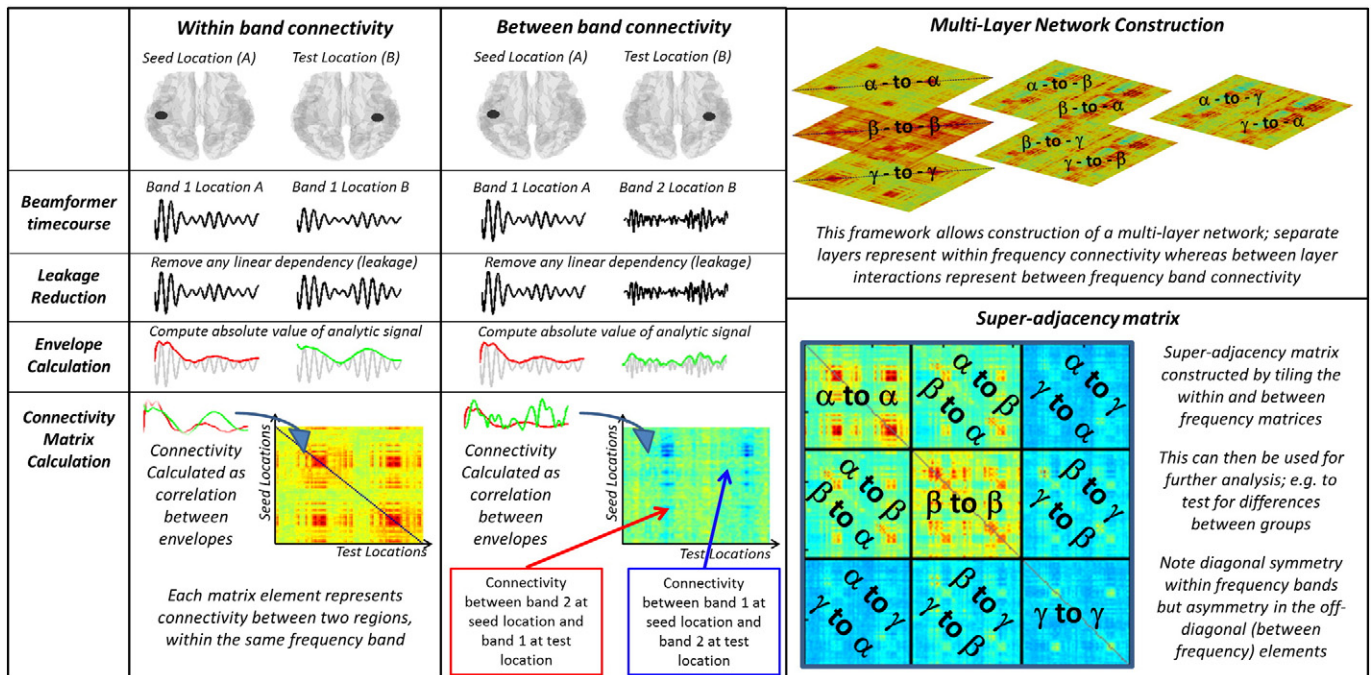 Within band connectivity
Seed Location (A)
Test Location (B)
Between band connectivity
Seed Location (A)
Test Location (B)
Beamformer
timecourse
Band 1 Location A
Band 1 Location B
Band 1 Location A
Band 2 Location B
Leakage
Reduction
Remove any linear dependency (leakage)
Remove any linear dependency (leakage)
Envelope
Calculation
Compute absolute value of analytic signal
Compute absolute value of analytic signal
Connectivity
Matrix
Calculation
Connectivity
Calculated as
correlation
between
envelopes
Seed Locations
Test Locations
Each matrix element represents
connectivity between two regions,
within the same frequency band
Connectivity
Calculated as
correlation
between
envelopes
Seed Locations
Test Locations
Connectivity
between band 2 at
seed location and
band 1 at test
location
Connectivity
between band 1 at
seed location and
band 2 at test
location
Multi-Layer Network Construction
α - to - α
β - to - β
γ - to - γ
α - to - β
β - to - α
β - to - γ
γ - to - β
α - to - γ
γ - to - α
This framework allows construction of a multi-layer network; separate
layers represent within frequency connectivity whereas between layer
interactions represent between frequency band connectivity
Super-adjacency matrix
α to α
α to β
β to α
α to γ
γ to α
α to β
β to α
β to β
β to γ
γ to β
α to γ
γ to α
β to γ
γ to β
γ to γ
Super-adjacency matrix
constructed by tiling the
within and between
frequency matrices
This can then be used for
further analysis; e.g. to
test for differences
between groups
Note diagonal symmetry
within frequency bands
but asymmetry in the off-
diagonal (between
frequency) elements